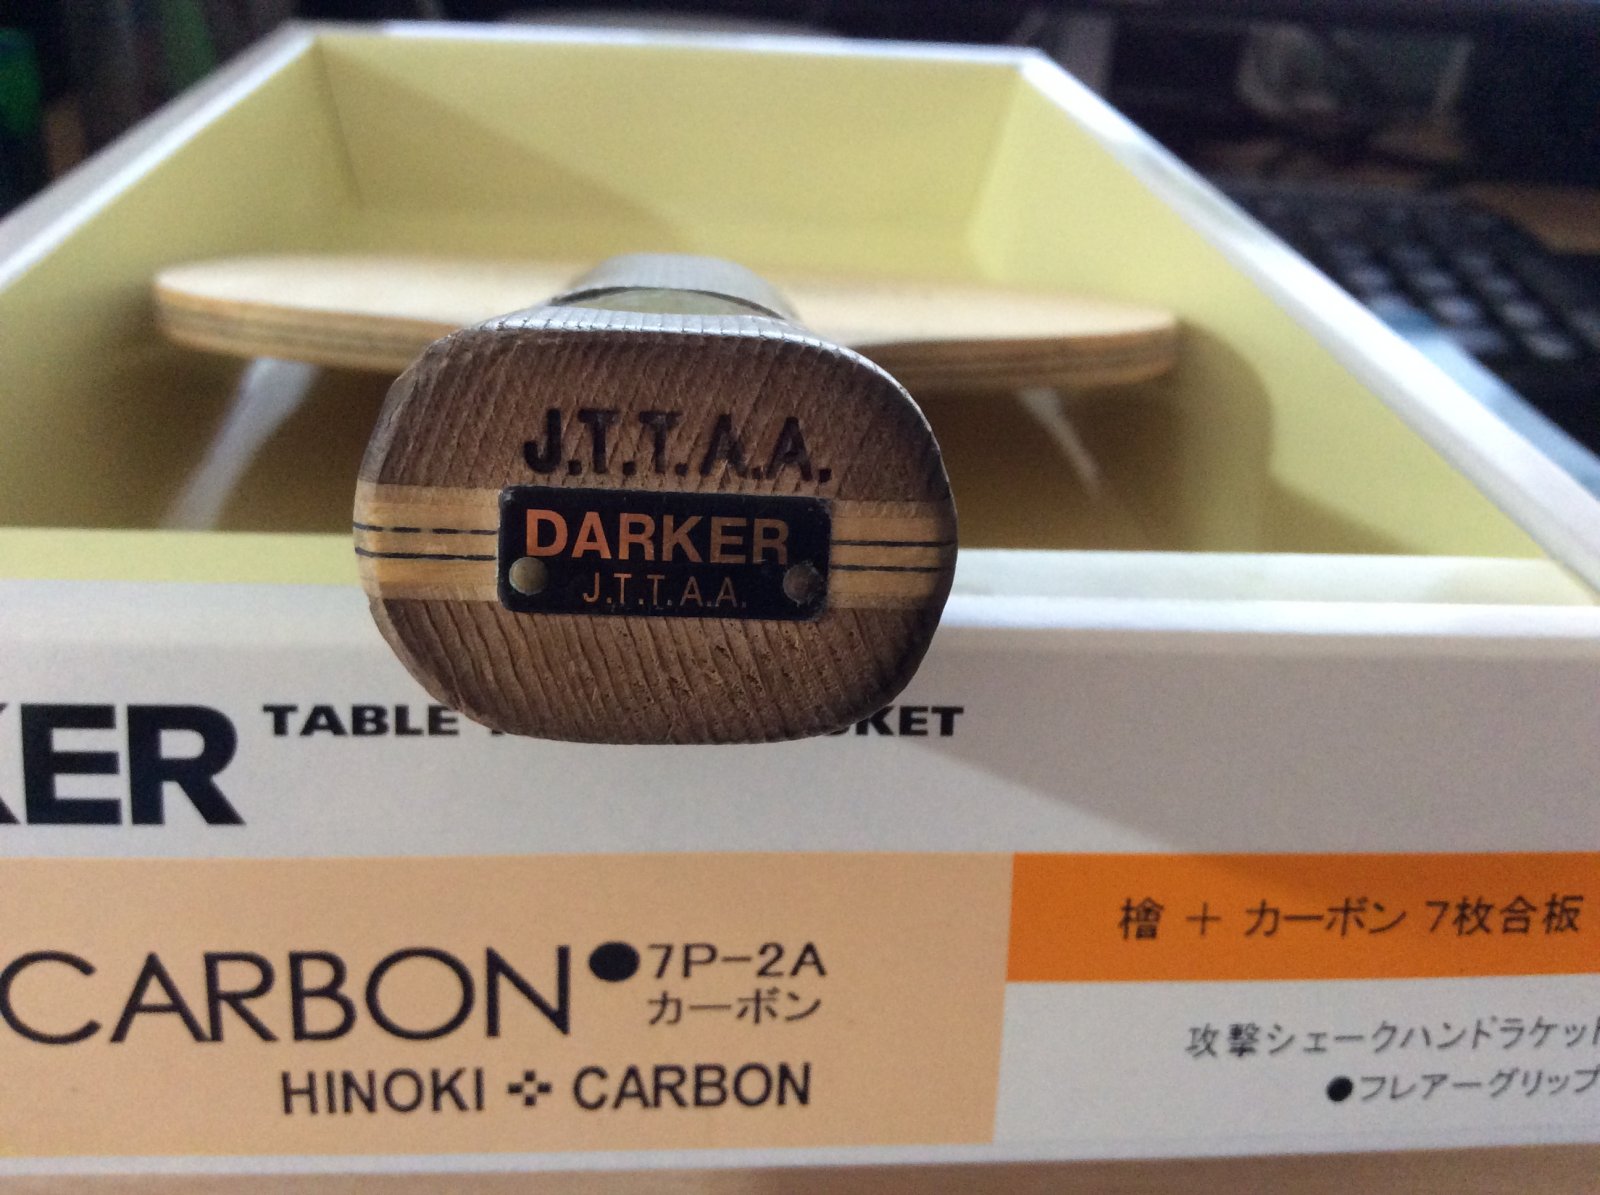 J.T.T.A.A.
DARKER
J.T.T.A.A.
KER TABLE
CARBON●7P-2A
カーボン
HINOKI CARBON
檜 + カーボン 7枚合板
攻撃シェークハンドラケット
●フレアーグリップ